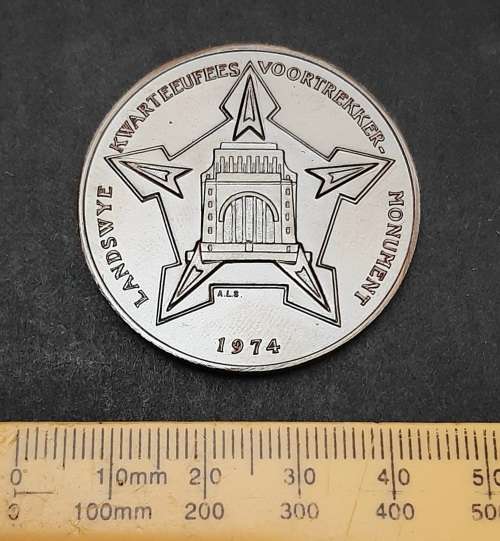 LANDSWYE KWARTEEUFEES VOORTREKKER-MONUMENT
A.L.S.
1974
0 10mm 20 30 40 50
0 100mm 200 300 400 500